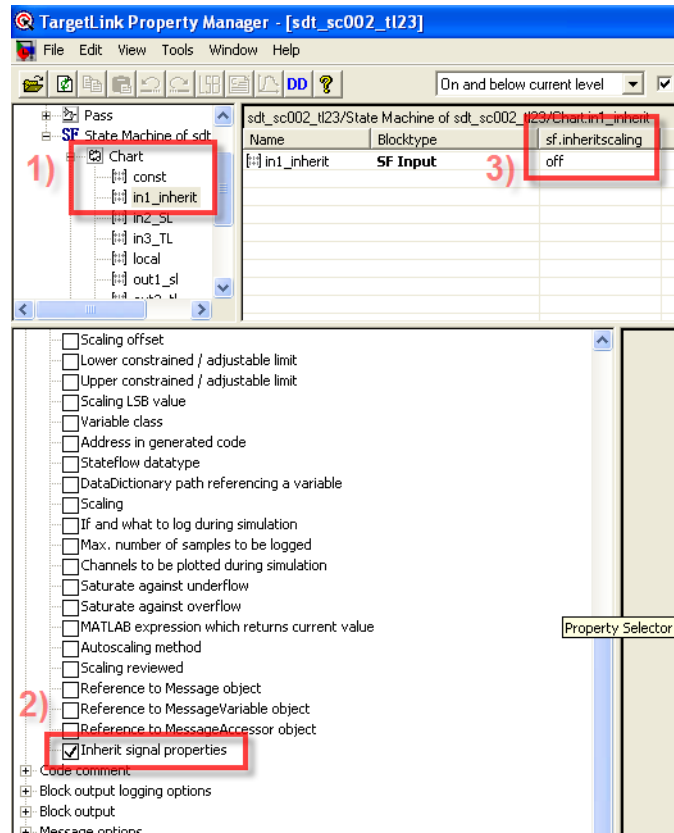 TargetLink Property Manager - [sdt_sc002_tl23]
File Edit View Tools Window Help
DD ? On and below current level
Pass
SF State Machine of sdt
Chart
1)
const
in1_inherit
in2_SL
in3_TL
local
out1_sl
sdt_sc002_tl23/State Machine of sdt_sc002_tl23/Chart.in1_inherit
Name Blocktype sf.inheritscaling
in1_inherit SF Input 3) off
Scaling offset
Lower constrained / adjustable limit
Upper constrained / adjustable limit
Scaling LSB value
Variable class
Address in generated code
Stateflow datatype
DataDictionary path referencing a variable
Scaling
If and what to log during simulation
Max. number of samples to be logged
Channels to be plotted during simulation
Saturate against underflow
Saturate against overflow
MATLAB expression which returns current value
Property Selector
Autoscaling method
Scaling reviewed
Reference to Message object
2)
Reference to MessageVariable object
Reference to MessageAccessor object
Inherit signal properties
Code comment
Block output logging options
Block output
Message options